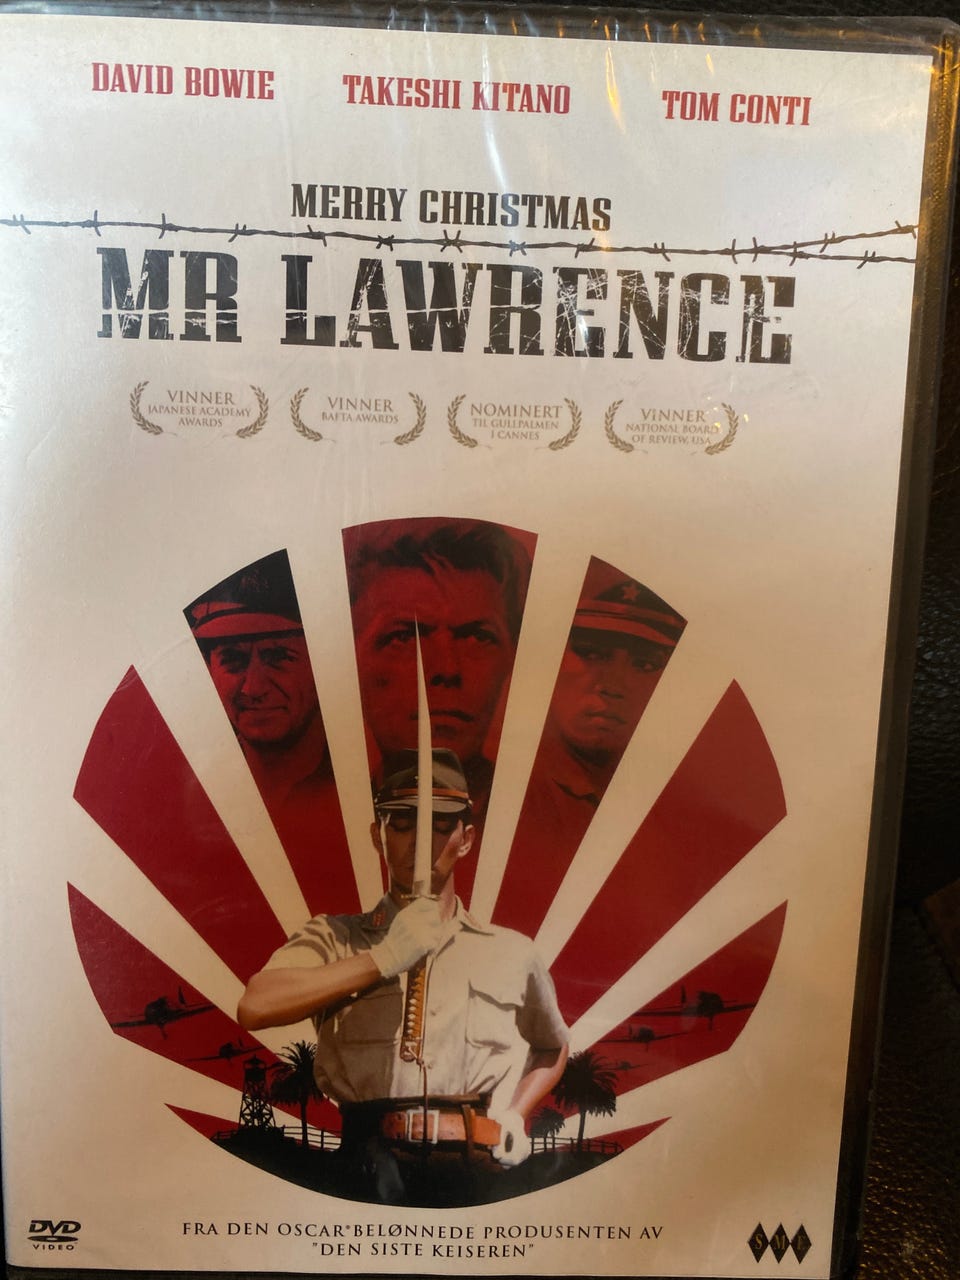 DAVID BOWIE TAKESHI KITANO TOM CONTI
MERRY CHRISTMAS
MR LAWRENCE
VINNER
JAPANESE ACADEMY
AWARDS
VINNER
BAFTA AWARDS
NOMINERT
TIL GULLPALMEN
I CANNES
VINNER
NATIONAL BOARD
OF REVIEW, USA
FRA DEN OSCAR® BELØNNEDE PRODUSENTEN AV
"DEN SISTE KEISEREN"
DVD
VIDEO
SME